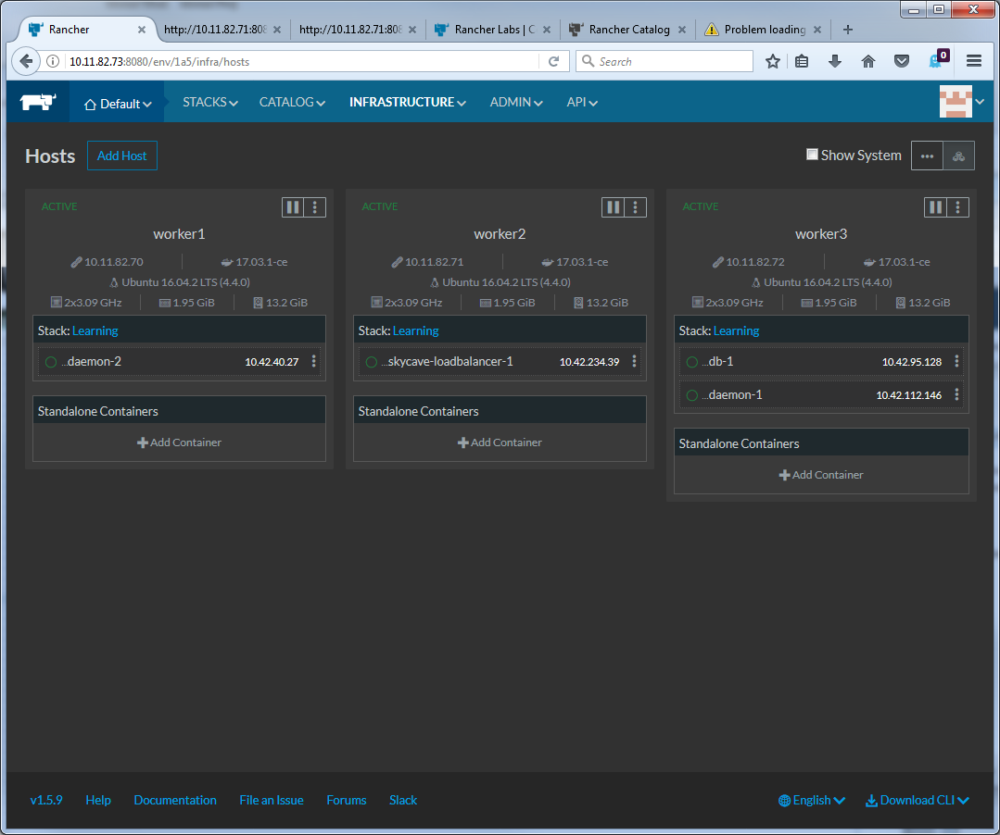 Rancher
http://10.11.82.71:808
http://10.11.82.71:808
Rancher Labs | C
Rancher Catalog
Problem loading
10.11.82.73:8080/env/1a5/infra/hosts
Search
0
Default
STACKS
CATALOG
INFRASTRUCTURE
ADMIN
API
Hosts
Add Host
Show System
ACTIVE
worker1
10.11.82.70 17.03.1-ce
Ubuntu 16.04.2 LTS (4.4.0)
2x3.09 GHz 1.95 GiB 13.2 GiB
Stack: Learning
...daemon-2 10.42.40.27
Standalone Containers
Add Container
ACTIVE
worker2
10.11.82.71 17.03.1-ce
Ubuntu 16.04.2 LTS (4.4.0)
2x3.09 GHz 1.95 GiB 13.2 GiB
Stack: Learning
...skycave-loadbalancer-1 10.42.234.39
Standalone Containers
Add Container
ACTIVE
worker3
10.11.82.72 17.03.1-ce
Ubuntu 16.04.2 LTS (4.4.0)
2x3.09 GHz 1.95 GiB 13.2 GiB
Stack: Learning
...db-1 10.42.95.128
...daemon-1 10.42.112.146
Standalone Containers
Add Container
v1.5.9 Help Documentation File an Issue Forums Slack English Download CLI